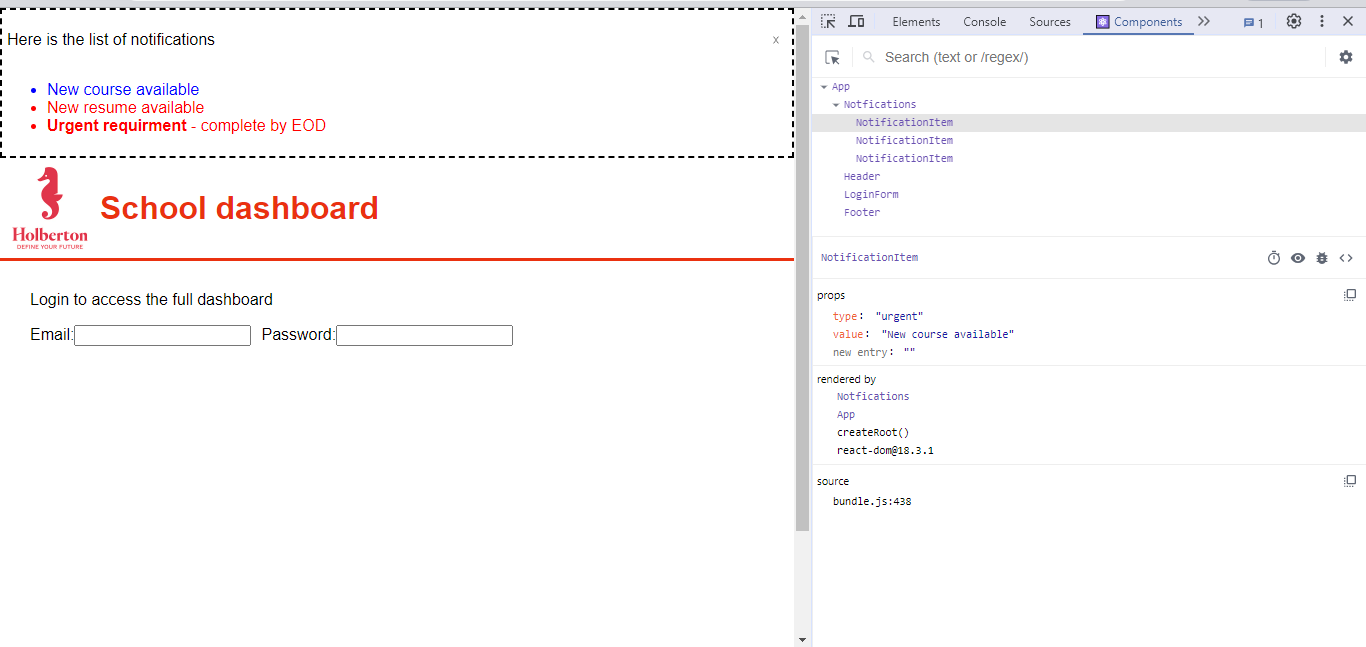 Here is the list of notifications
x
New course available
New resume available
Urgent requirment - complete by EOD
Holberton
DEFINE YOUR FUTURE
School dashboard
Login to access the full dashboard
Email: Password:
Elements Console Sources Components 1
Search (text or /regex/)
App
Notfications
NotificationItem
NotificationItem
NotificationItem
Header
LoginForm
Footer
NotificationItem
props
type: "urgent"
value: "New course available"
new entry: ""
rendered by
Notfications
App
createRoot()
react-dom@18.3.1
source
bundle.js:438